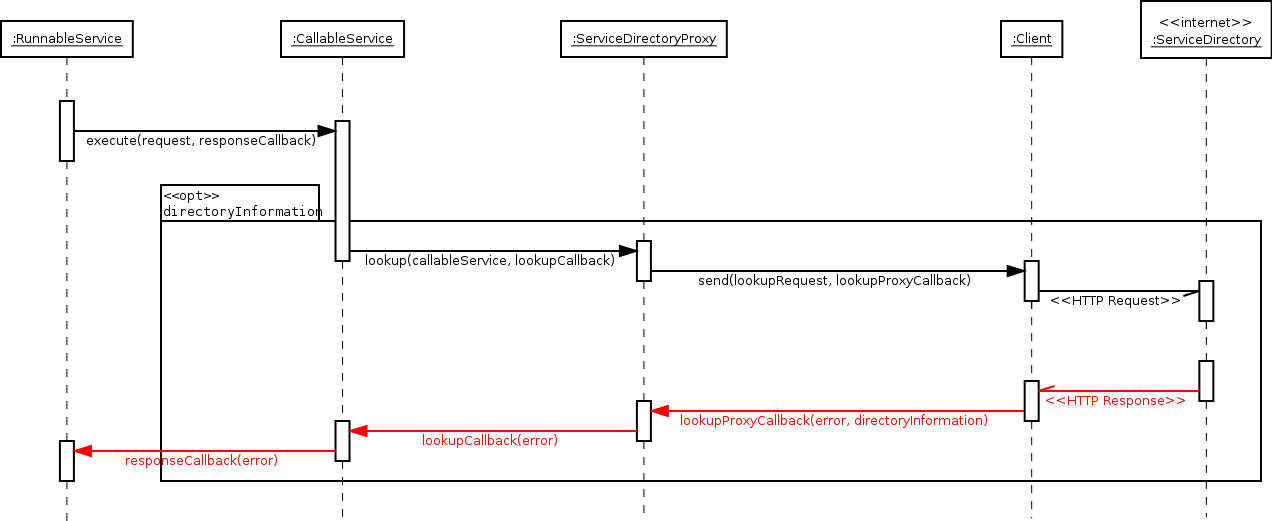 :RunnableService
:CallableService
:ServiceDirectoryProxy
:Client
<<internet>>
:ServiceDirectory
execute(request, responseCallback)
<<opt>>
directoryInformation
lookup(callableService, lookupCallback)
send(lookupRequest, lookupProxyCallback)
<<HTTP Request>>
<<HTTP Response>>
lookupProxyCallback(error, directoryInformation)
lookupCallback(error)
responseCallback(error)